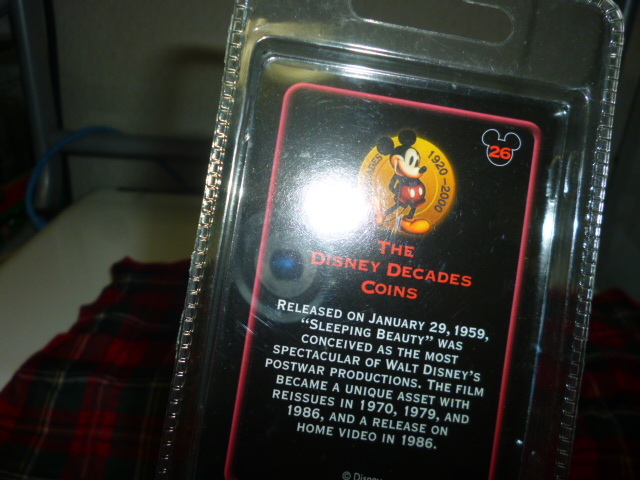 26
ADES 1920-2000
THE
DISNEY DECADES
COINS
RELEASED ON JANUARY 29, 1959,
"SLEEPING BEAUTY" WAS
CONCEIVED AS THE MOST
SPECTACULAR OF WALT DISNEY'S
POSTWAR PRODUCTIONS. THE FILM
BECAME A UNIQUE ASSET WITH
REISSUES IN 1970, 1979, AND
1986, AND A RELEASE ON
HOME VIDEO IN 1986.
© Disney